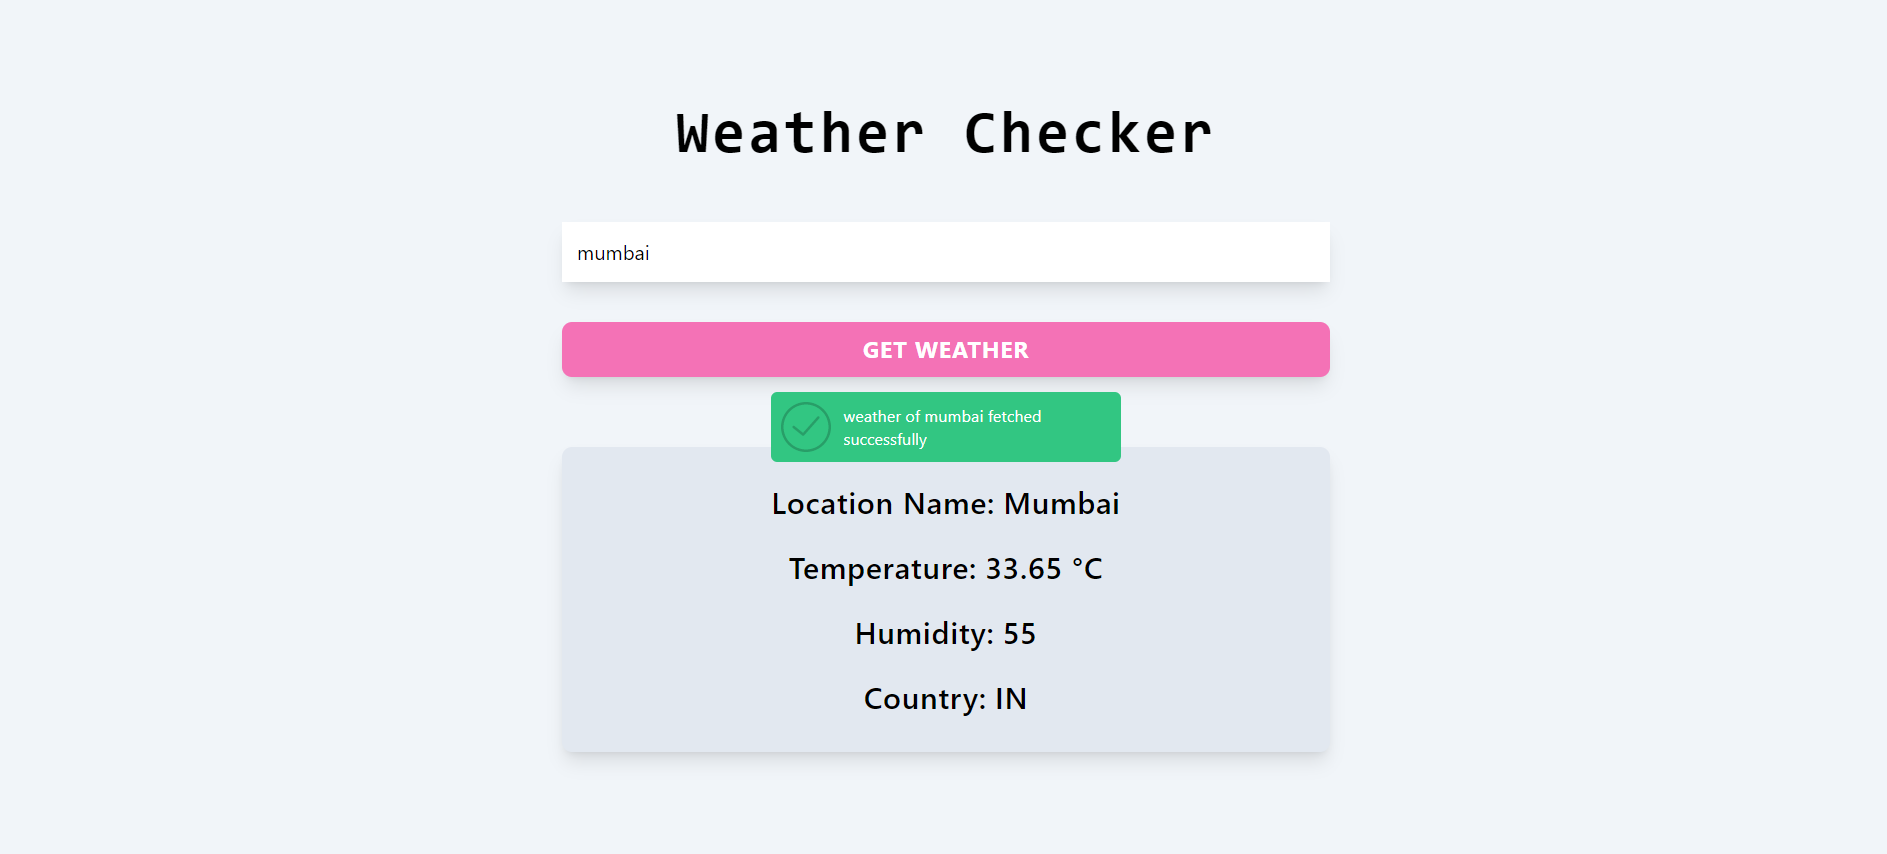 Weather Checker
mumbai
GET WEATHER
weather of mumbai fetched
successfully
Location Name: Mumbai
Temperature: 33.65 °C
Humidity: 55
Country: IN